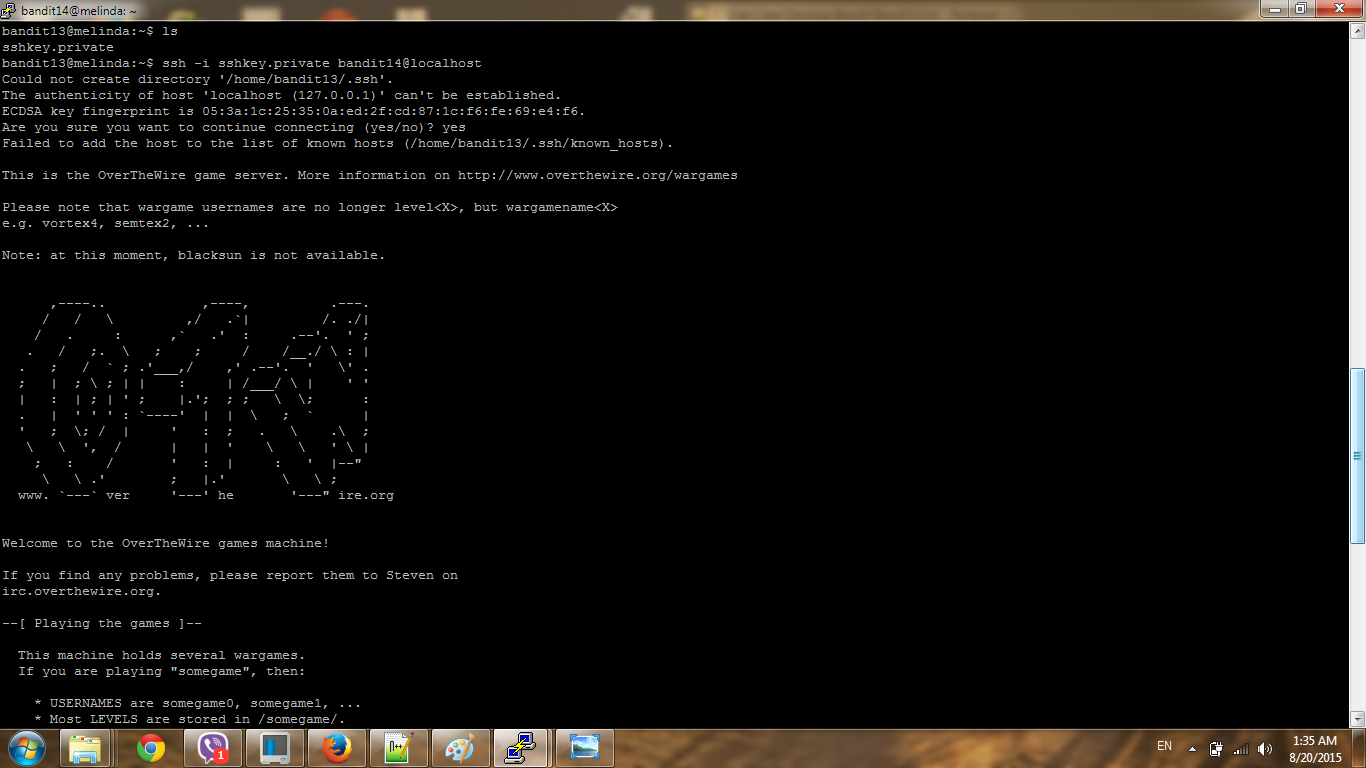 bandit14@melinda: ~
bandit13@melinda:~$ ls
sshkey.private
bandit13@melinda:~$ ssh -i sshkey.private bandit14@localhost
Could not create directory '/home/bandit13/.ssh'.
The authenticity of host 'localhost (127.0.0.1)' can't be established.
ECDSA key fingerprint is 05:3a:1c:25:35:0a:ed:2f:cd:87:1c:f6:fe:69:e4:f6.
Are you sure you want to continue connecting (yes/no)? yes
Failed to add the host to the list of known hosts (/home/bandit13/.ssh/known_hosts).
This is the OverTheWire game server. More information on http://www.overthewire.org/wargames
Please note that wargame usernames are no longer level<X>, but wargamename<X>
e.g. vortex4, semtex2, ...
Note: at this moment, blacksun is not available.
www. `---` ver     '---' he       '---" ire.org
Welcome to the OverTheWire games machine!
If you find any problems, please report them to Steven on
irc.overthewire.org.
--[ Playing the games ]--
This machine holds several wargames.
If you are playing "somegame", then:
* USERNAMES are somegame0, somegame1, ...
* Most LEVELS are stored in /somegame/.
1
n++
EN
1:35 AM
8/20/2015